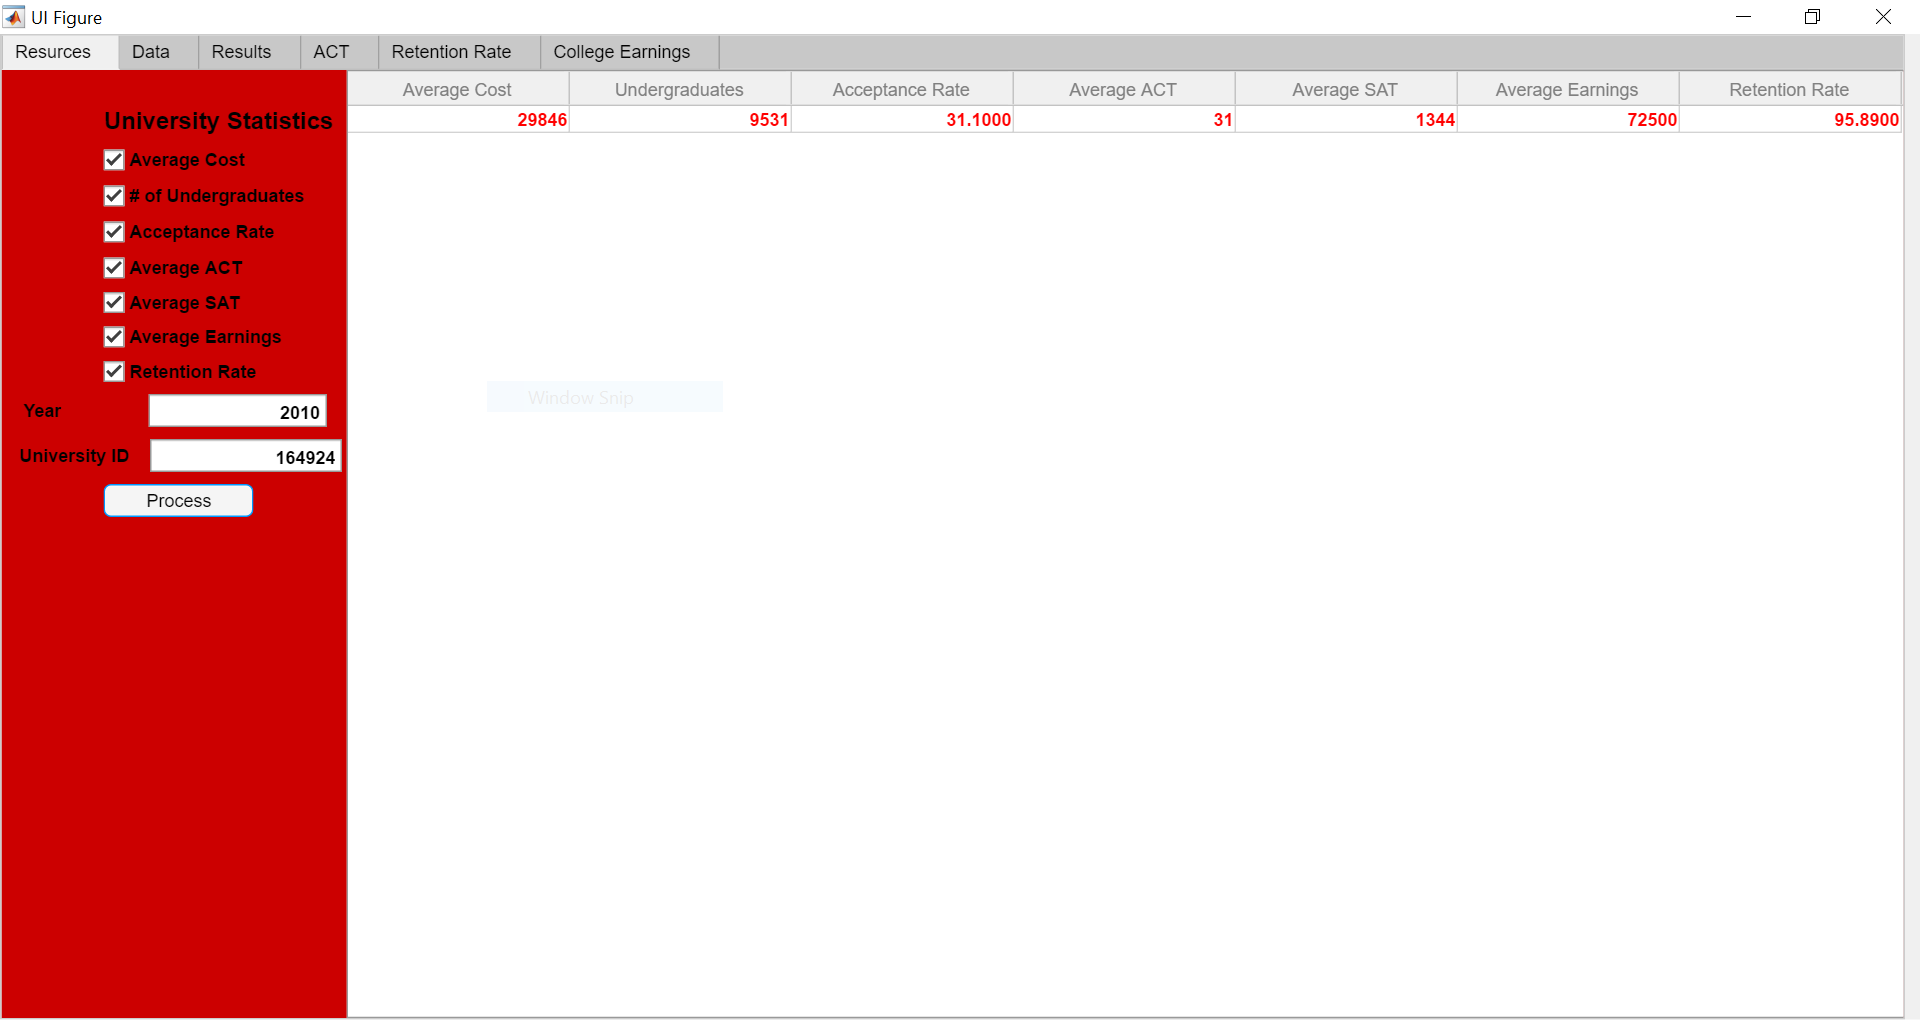 UI Figure
Resurces Data Results ACT Retention Rate College Earnings
University Statistics
Average Cost
# of Undergraduates
Acceptance Rate
Average ACT
Average SAT
Average Earnings
Retention Rate
Year 2010
University ID 164924
Process
Average Cost Undergraduates Acceptance Rate Average ACT Average SAT Average Earnings Retention Rate
29846 9531 31.1000 31 1344 72500 95.8900
Window Snip